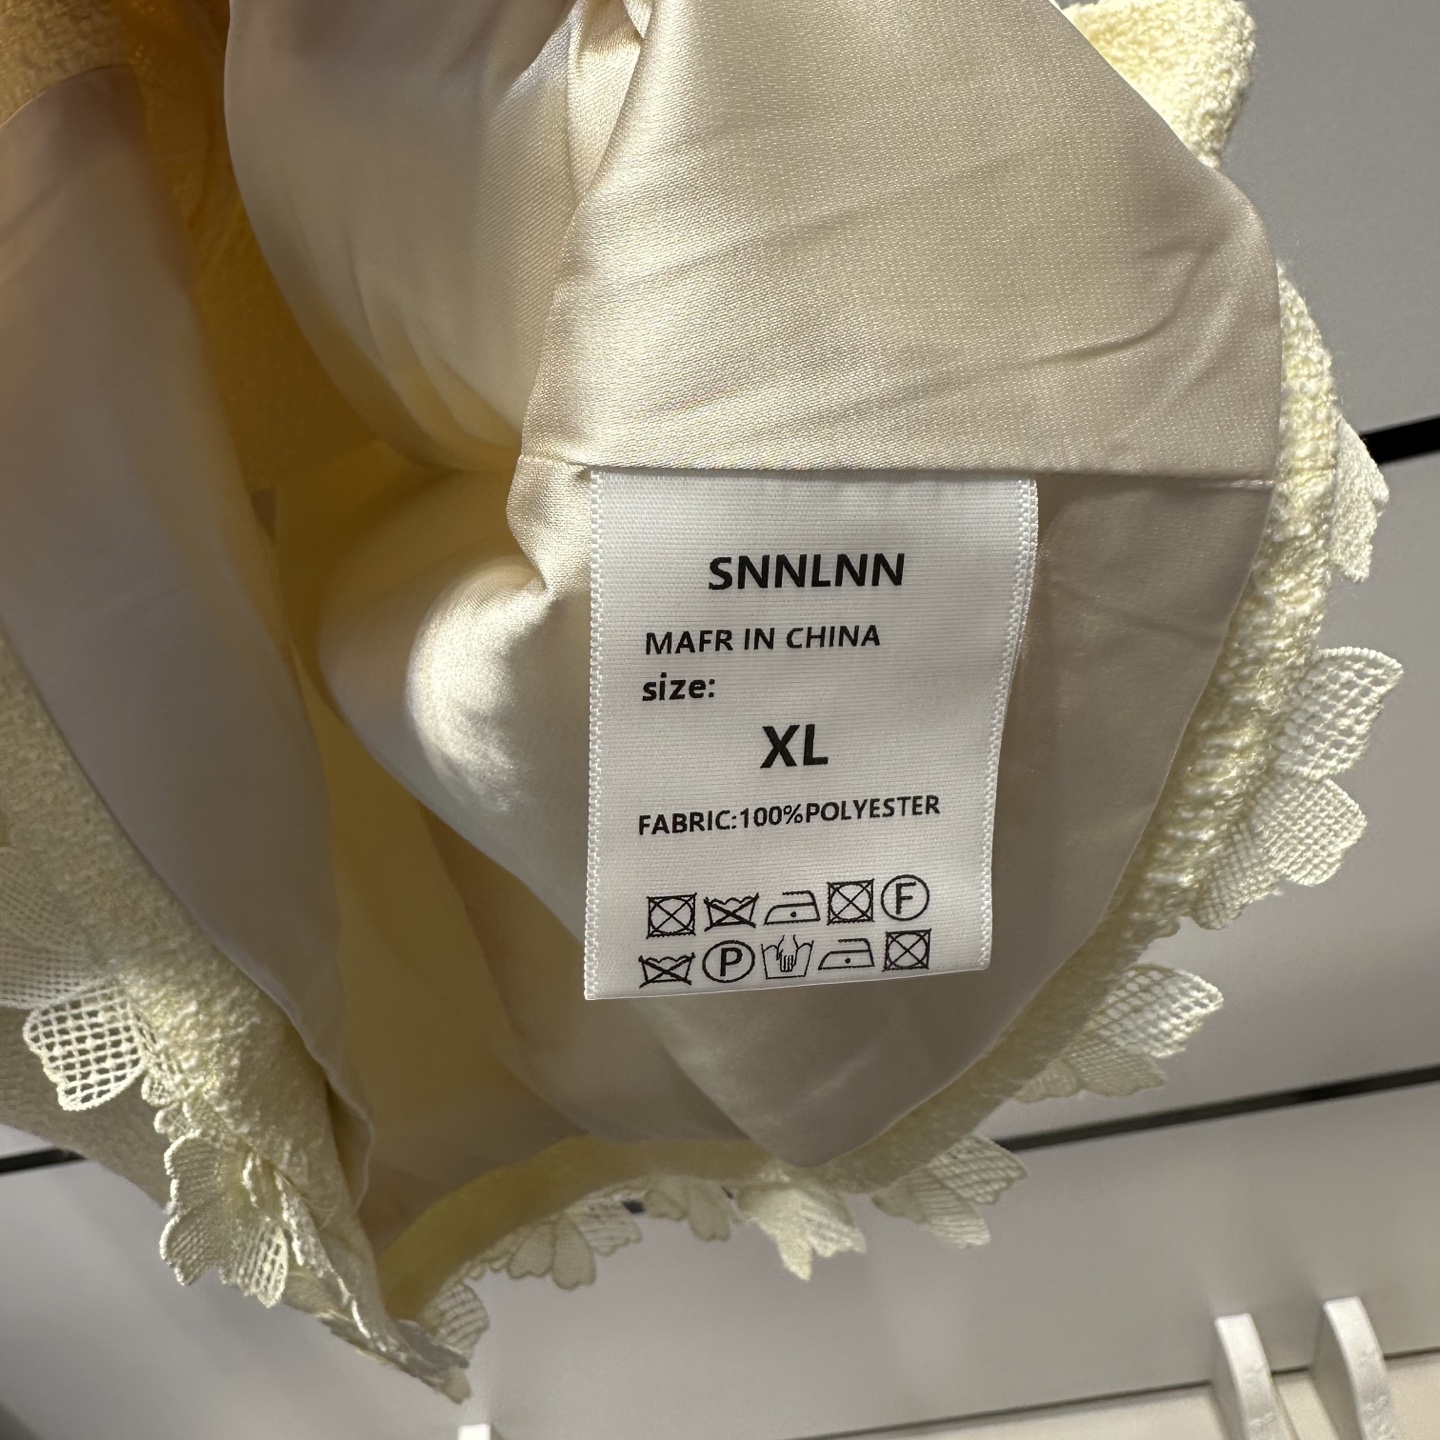 SNNLNN
MAFR IN CHINA
size:
XL
FABRIC:100%POLYESTER
F
P